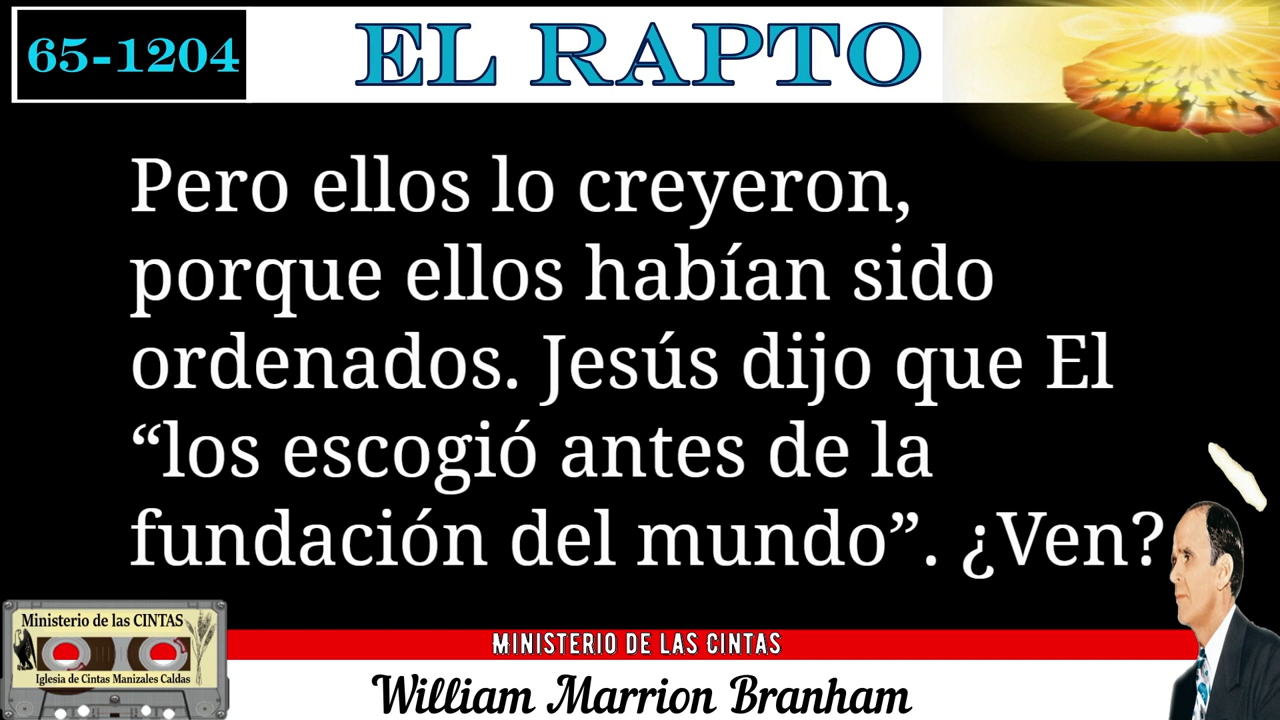 65-1204
EL RAPTO
Pero ellos lo creyeron,
porque ellos habían sido
ordenados. Jesús dijo que El
“los escogió antes de la
fundación del mundo”. ¿Ven?
Ministerio de las CINTAS
Iglesia de Cintas Manizales Caldas
MINISTERIO DE LAS CINTAS
William Marrion Branham